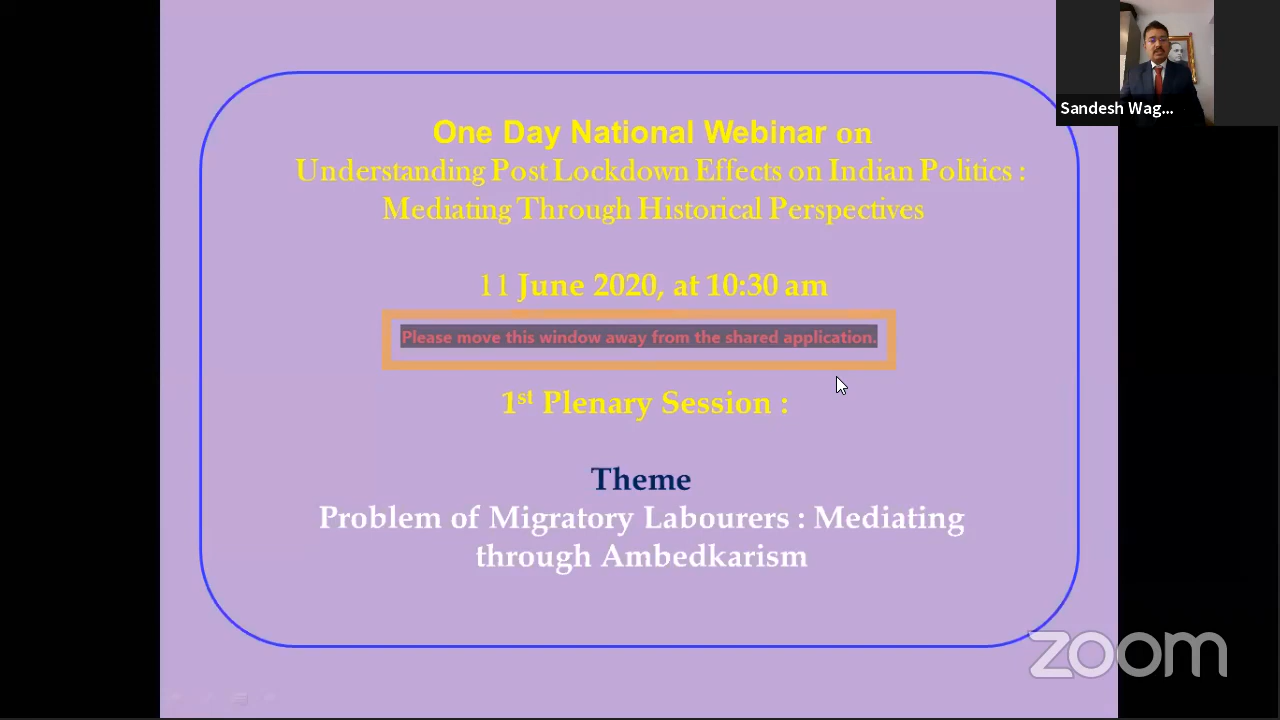 One Day National Webinar on
Understanding Post Lockdown Effects on Indian Politics :
Mediating Through Historical Perspectives
11 June 2020, at 10:30 am
Please move this window away from the shared application.
1st Plenary Session :
Theme
Problem of Migratory Labourers : Mediating
through Ambedkarism
Sandesh Wag...
zoom